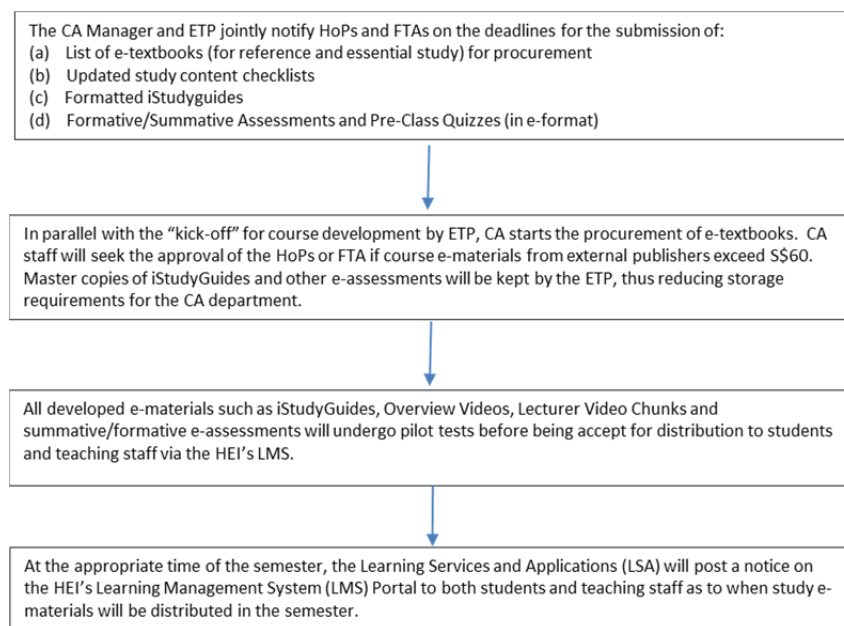 The CA Manager and ETP jointly notify HoPs and FTAs on the deadlines for the submission of:
(a) List of e-textbooks (for reference and essential study) for procurement
(b) Updated study content checklists
(c) Formatted iStudyguides
(d) Formative/Summative Assessments and Pre-Class Quizzes (in e-format)
In parallel with the “kick-off” for course development by ETP, CA starts the procurement of e-textbooks. CA
staff will seek the approval of the HoPs or FTA if course e-materials from external publishers exceed S$60.
Master copies of iStudyGuides and other e-assessments will be kept by the ETP, thus reducing storage
requirements for the CA department.
All developed e-materials such as iStudyGuides, Overview Videos, Lecturer Video Chunks and
summative/formative e-assessments will undergo pilot tests before being accept for distribution to students
and teaching staff via the HEI’s LMS.
At the appropriate time of the semester, the Learning Services and Applications (LSA) will post a notice on
the HEI’s Learning Management System (LMS) Portal to both students and teaching staff as to when study e-
materials will be distributed in the semester.